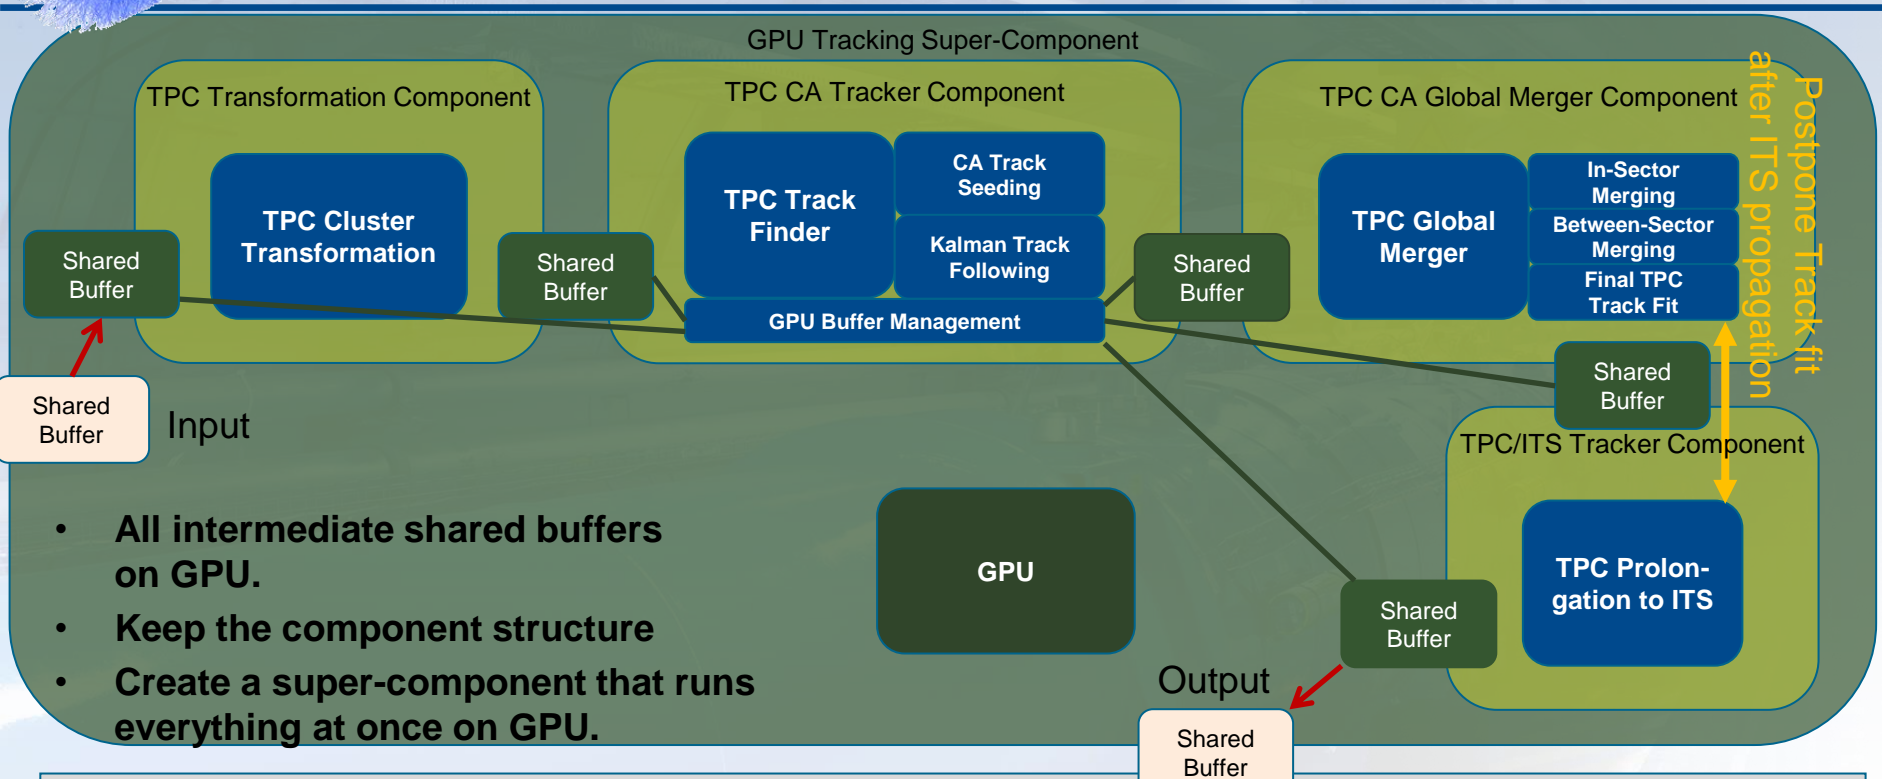 GPU Tracking Super-Component
TPC Transformation Component
TPC CA Tracker Component
TPC CA Global Merger Component
Postpone Track fit
after ITS propagation
TPC Cluster
Transformation
TPC Track
Finder
CA Track
Seeding
Kalman Track
Following
GPU Buffer Management
TPC Global
Merger
In-Sector
Merging
Between-Sector
Merging
Final TPC
Track Fit
Shared
Buffer
Shared
Buffer
Shared
Buffer
Shared
Buffer
Shared
Buffer
Input
TPC/ITS Tracker Component
TPC Prolon-
gation to ITS
GPU
• All intermediate shared buffers
on GPU.
• Keep the component structure
• Create a super-component that runs
everything at once on GPU.
Shared
Buffer
Output
Shared
Buffer